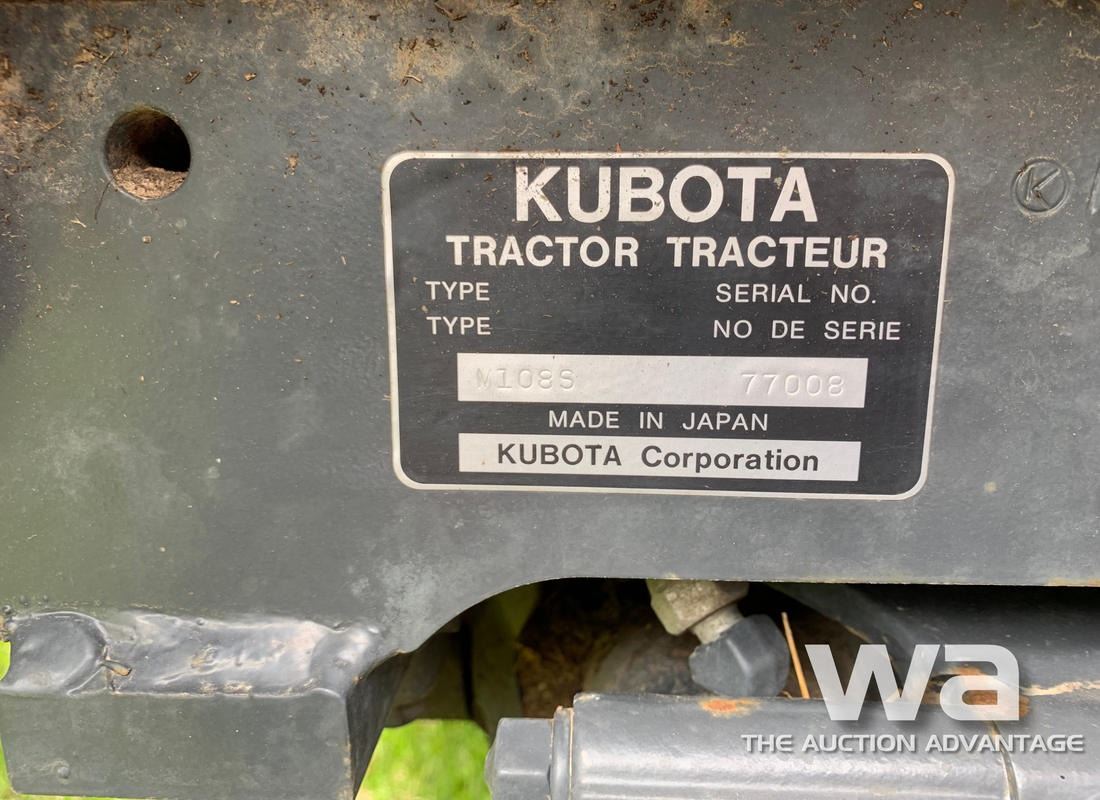 KUBOTA
TRACTOR TRACTEUR
TYPE SERIAL NO.
TYPE NO DE SERIE
M108S 77008
MADE IN JAPAN
KUBOTA Corporation
K
wa
THE AUCTION ADVANTAGE